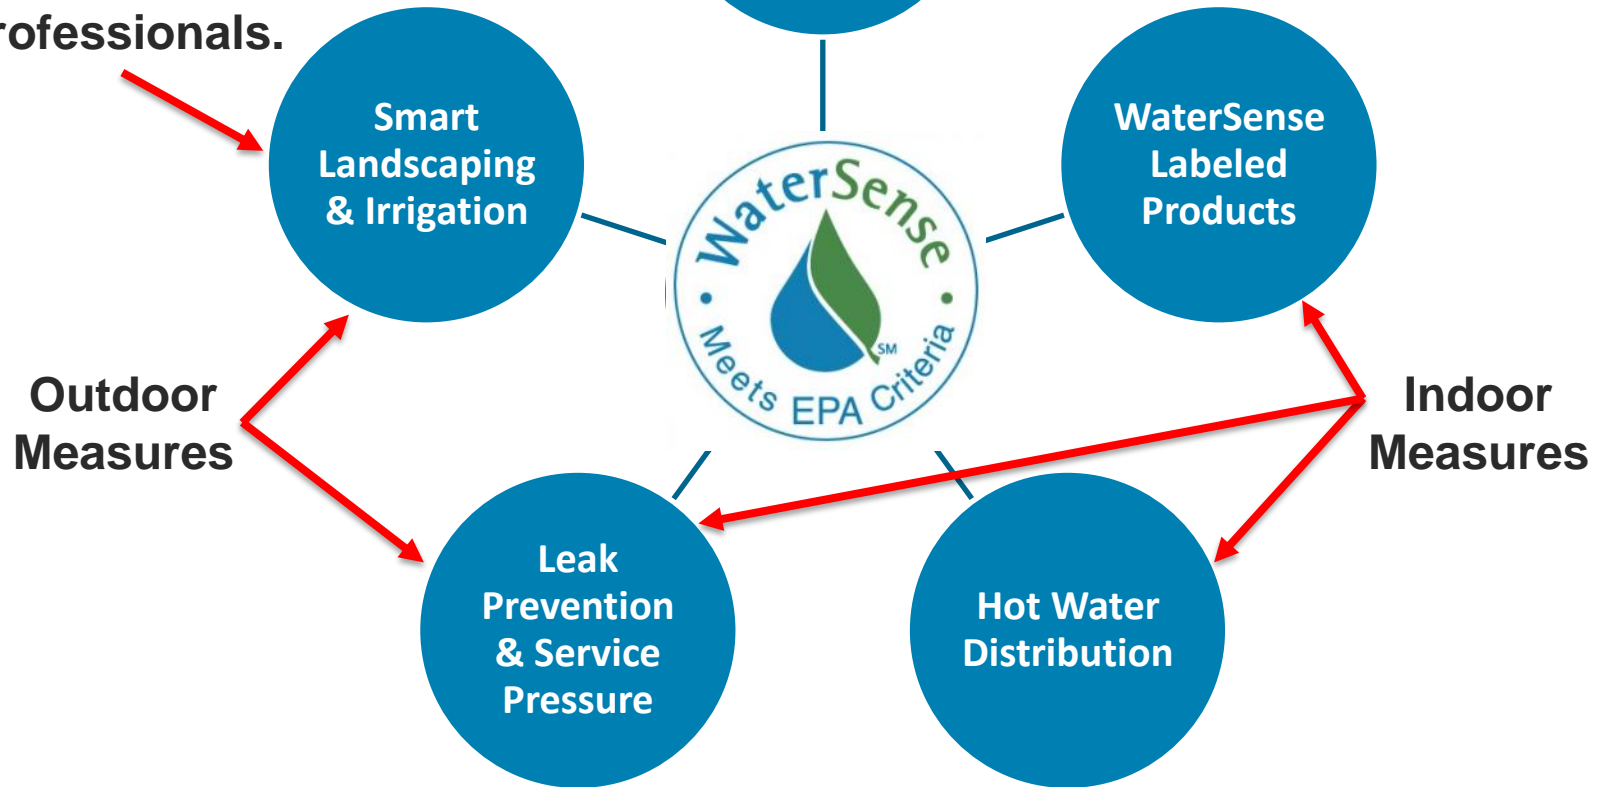 rofessionals.
Smart
Landscaping
& Irrigation
WaterSense
Labeled
Products
WaterSense
Meets EPA Criteria
SM
Outdoor
Measures
Indoor
Measures
Leak
Prevention
& Service
Pressure
Hot Water
Distribution